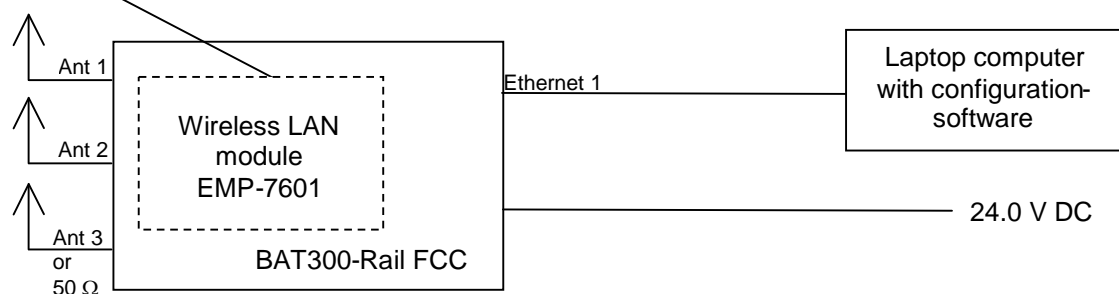 Ant 1
Ant 2
Ant 3
or
50 Ω
Wireless LAN
module
EMP-7601
BAT300-Rail FCC
Ethernet 1
Laptop computer
with configuration-
software
24.0 V DC